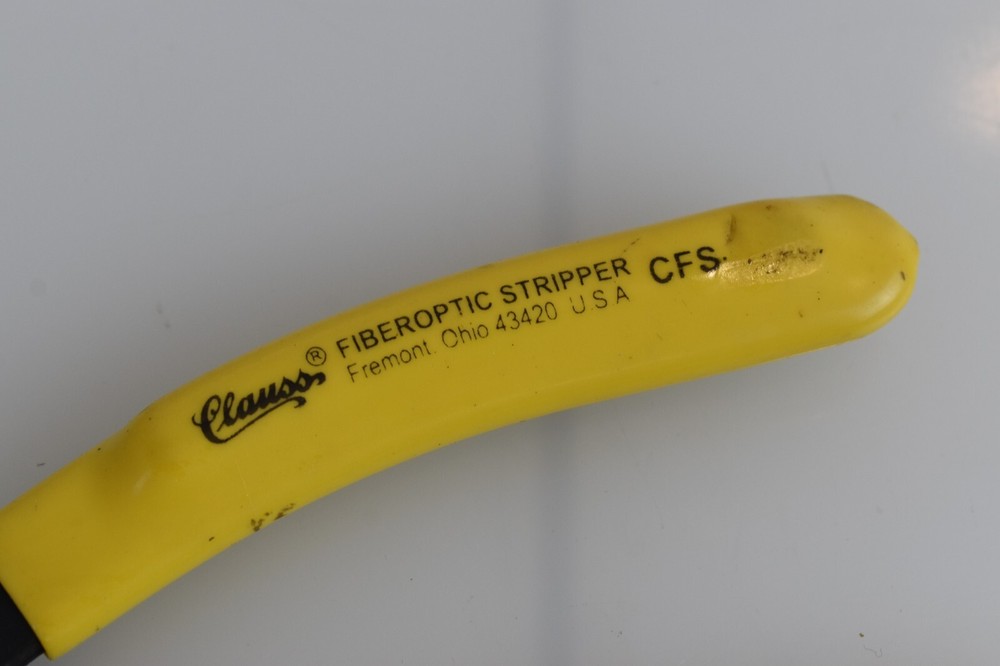 Clauss® FIBEROPTIC STRIPPER CFS
Fremont. Ohio 43420 U.S.A